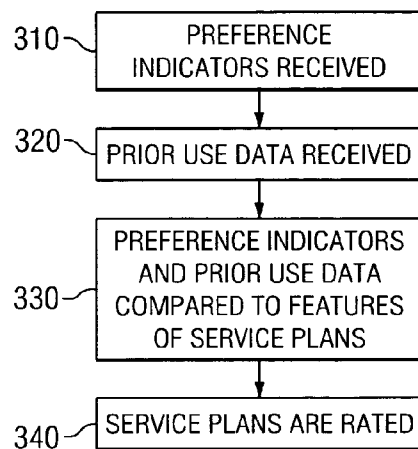 310
PREFERENCE
INDICATORS RECEIVED
320
PRIOR USE DATA RECEIVED
330
PREFERENCE INDICATORS
AND PRIOR USE DATA
COMPARED TO FEATURES
OF SERVICE PLANS
340
SERVICE PLANS ARE RATED